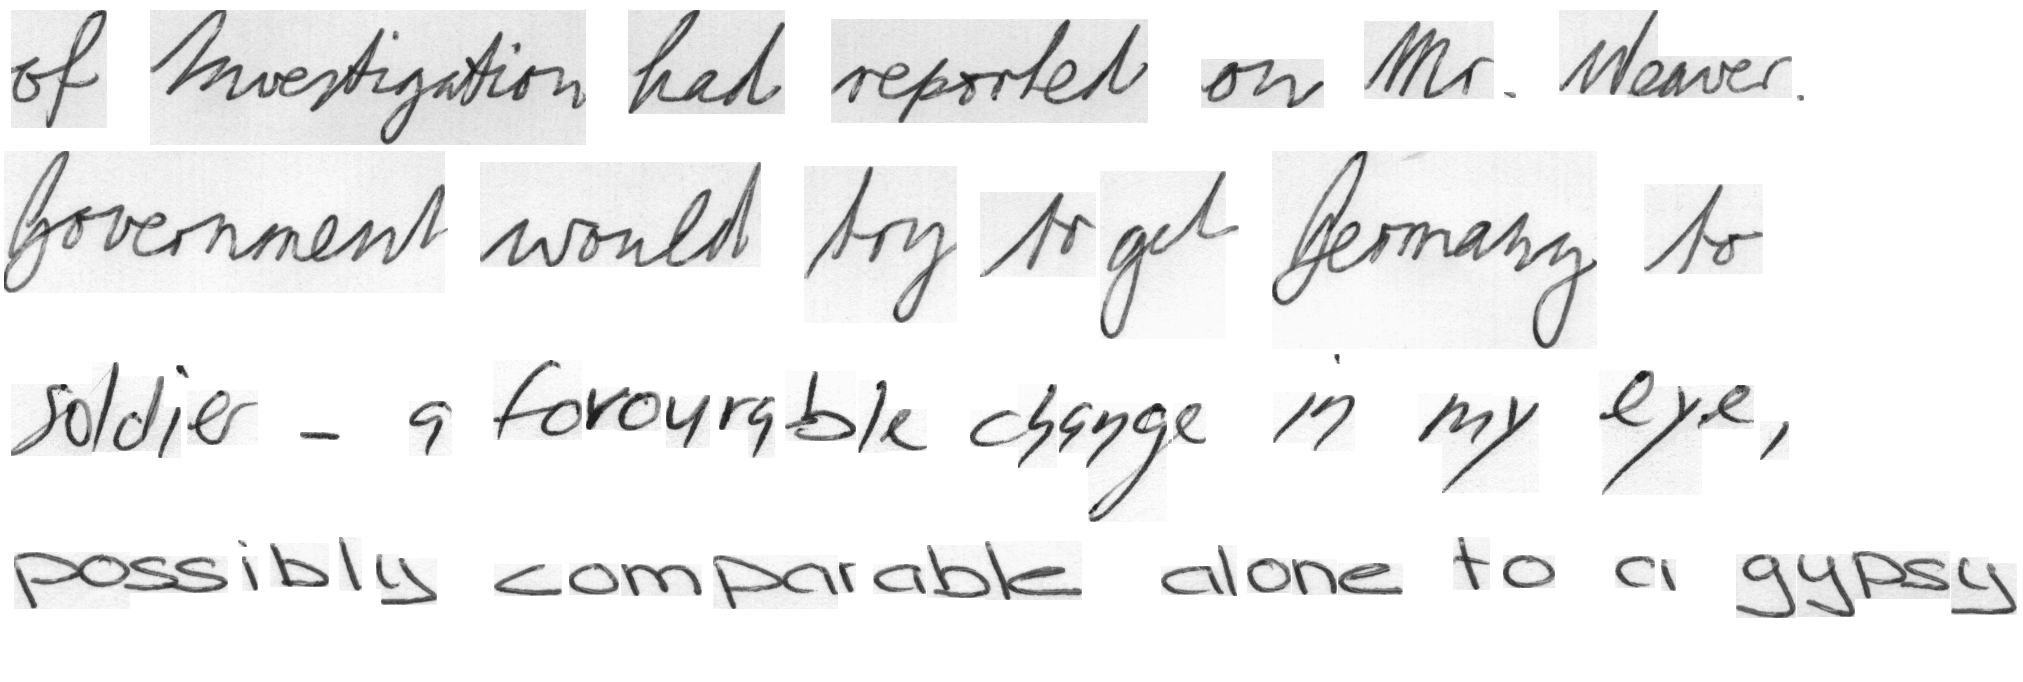 of Investigation had reported on Mr. Weaver.
Government would try to get Germany to
soldier - a favourable change in my eye,
possibly comparable alone to a gypsy